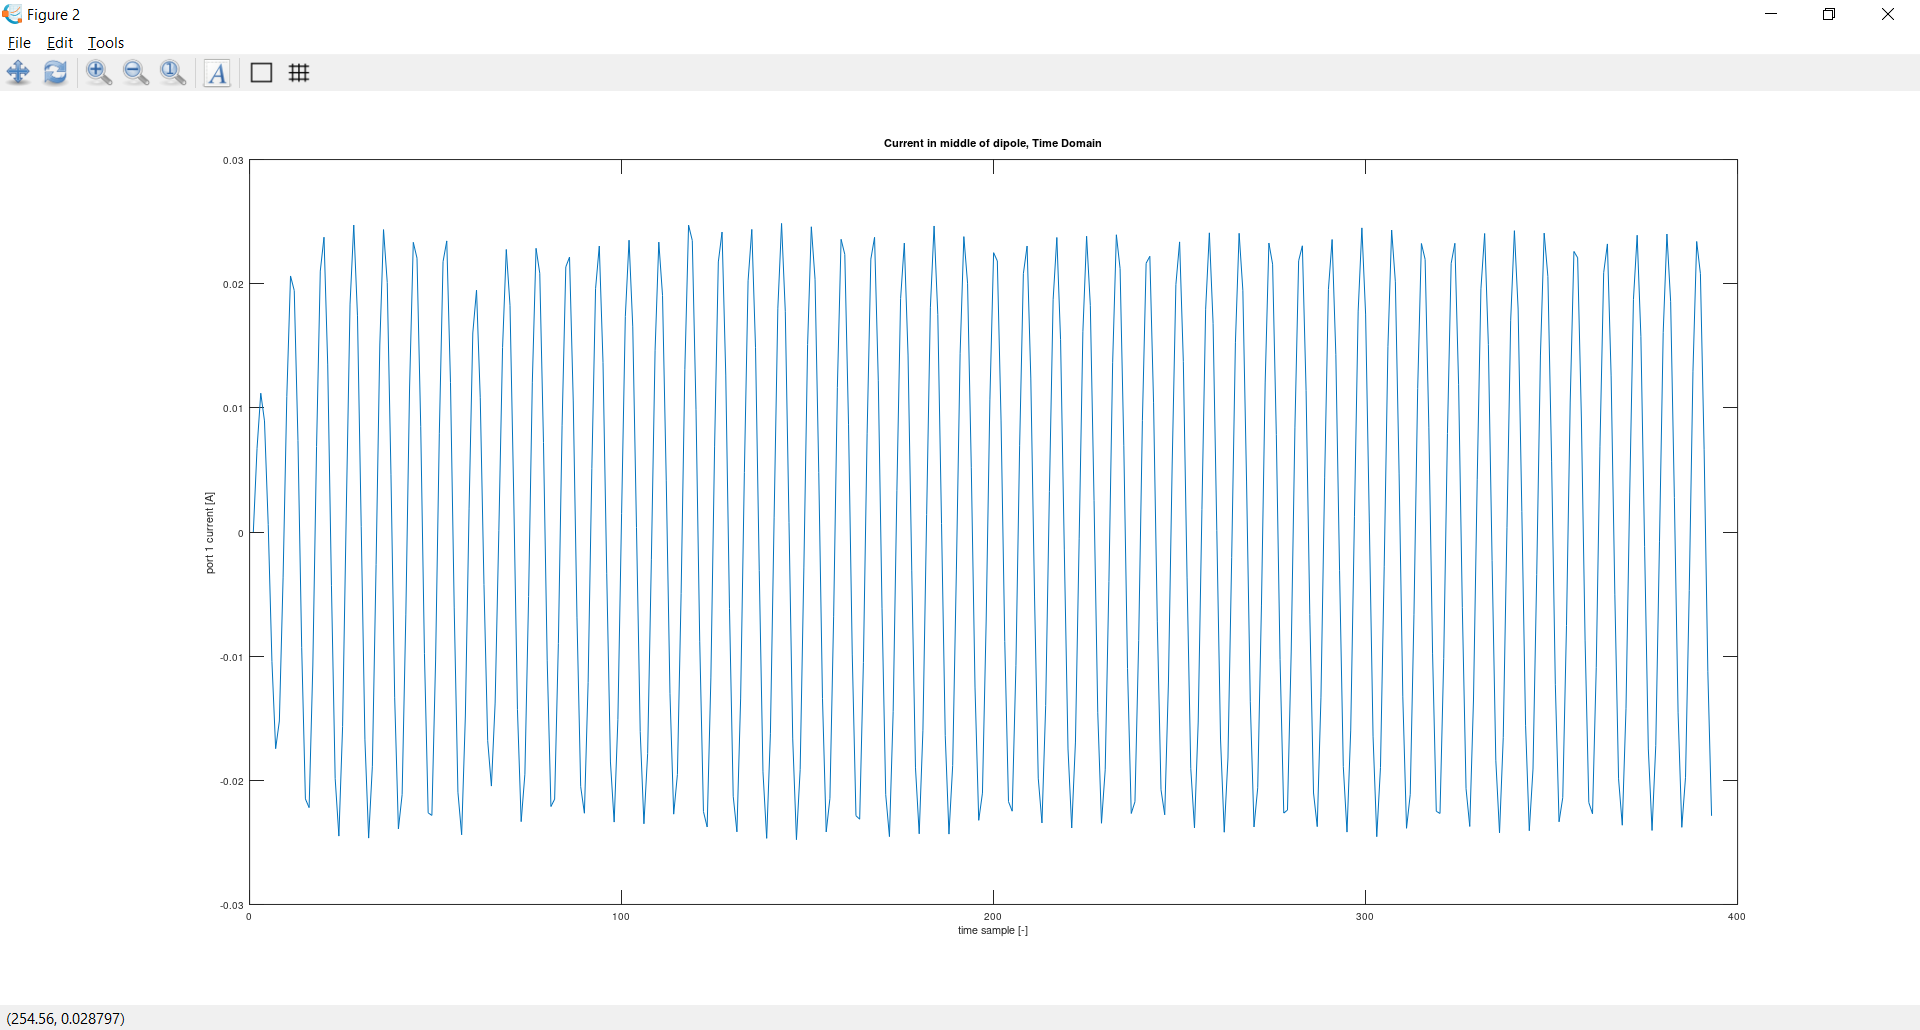 Figure 2
File Edit Tools
1 A
Current in middle of dipole, Time Domain
0.03
0.02
0.01
0
-0.01
-0.02
-0.03
port 1 current [A]
0 100 200 300 400
time sample [-]
(254.56, 0.028797)